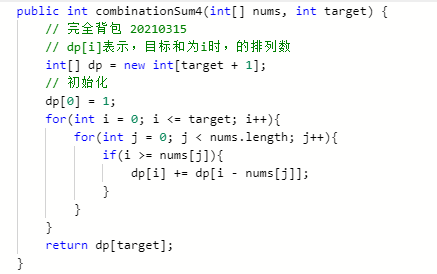 public int combinationSum4(int[] nums, int target) {
    // 完全背包 20210315
    // dp[i]表示，目标和为i时，的排列数
    int[] dp = new int[target + 1];
    // 初始化
    dp[0] = 1;
    for(int i = 0; i <= target; i++){
        for(int j = 0; j < nums.length; j++){
            if(i >= nums[j]){
                dp[i] += dp[i - nums[j]];
            }
        }
    }
    return dp[target];
}